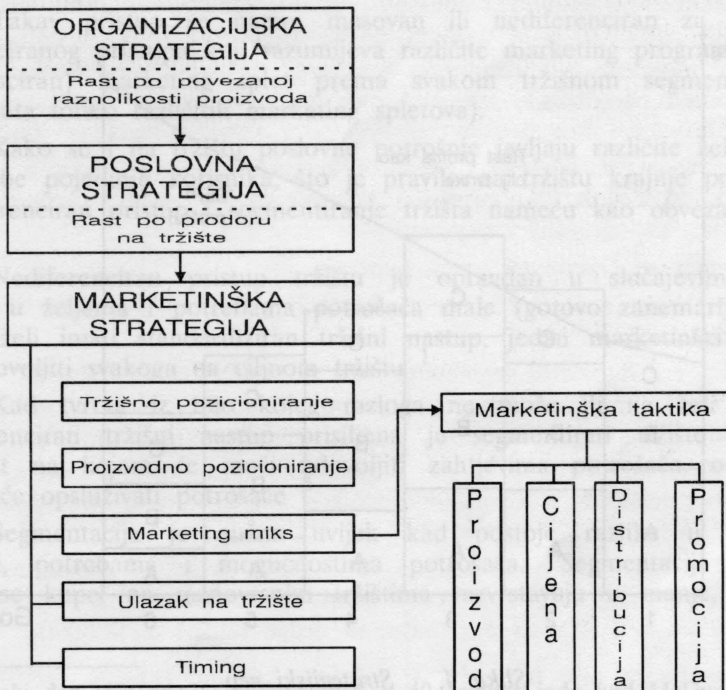 ORGANIZACIJSKA
STRATEGIJA
Rast po povezanoj
raznolikosti proizvoda
POSLOVNA
STRATEGIJA
Rast po prodoru
na tržište
MARKETINŠKA
STRATEGIJA
Tržišno pozicioniranje
Proizvodno pozicioniranje
Marketing miks
Ulazak na tržište
Timing
Marketinška taktika
Proizvod
Cijena
Distribucija
Promocija